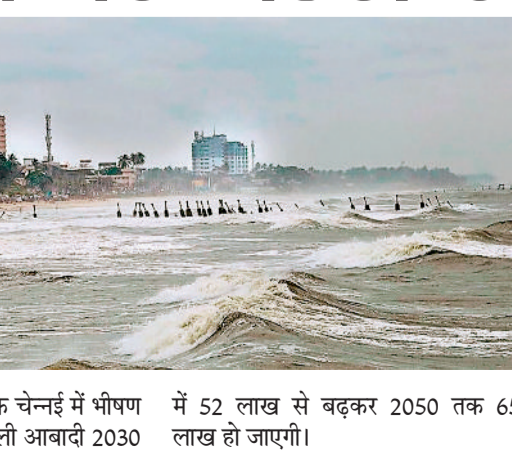 चेन्नई में भीषण
आबादी 2030
में 52 लाख से बढ़कर 2050 तक 65
लाख हो जाएगी।